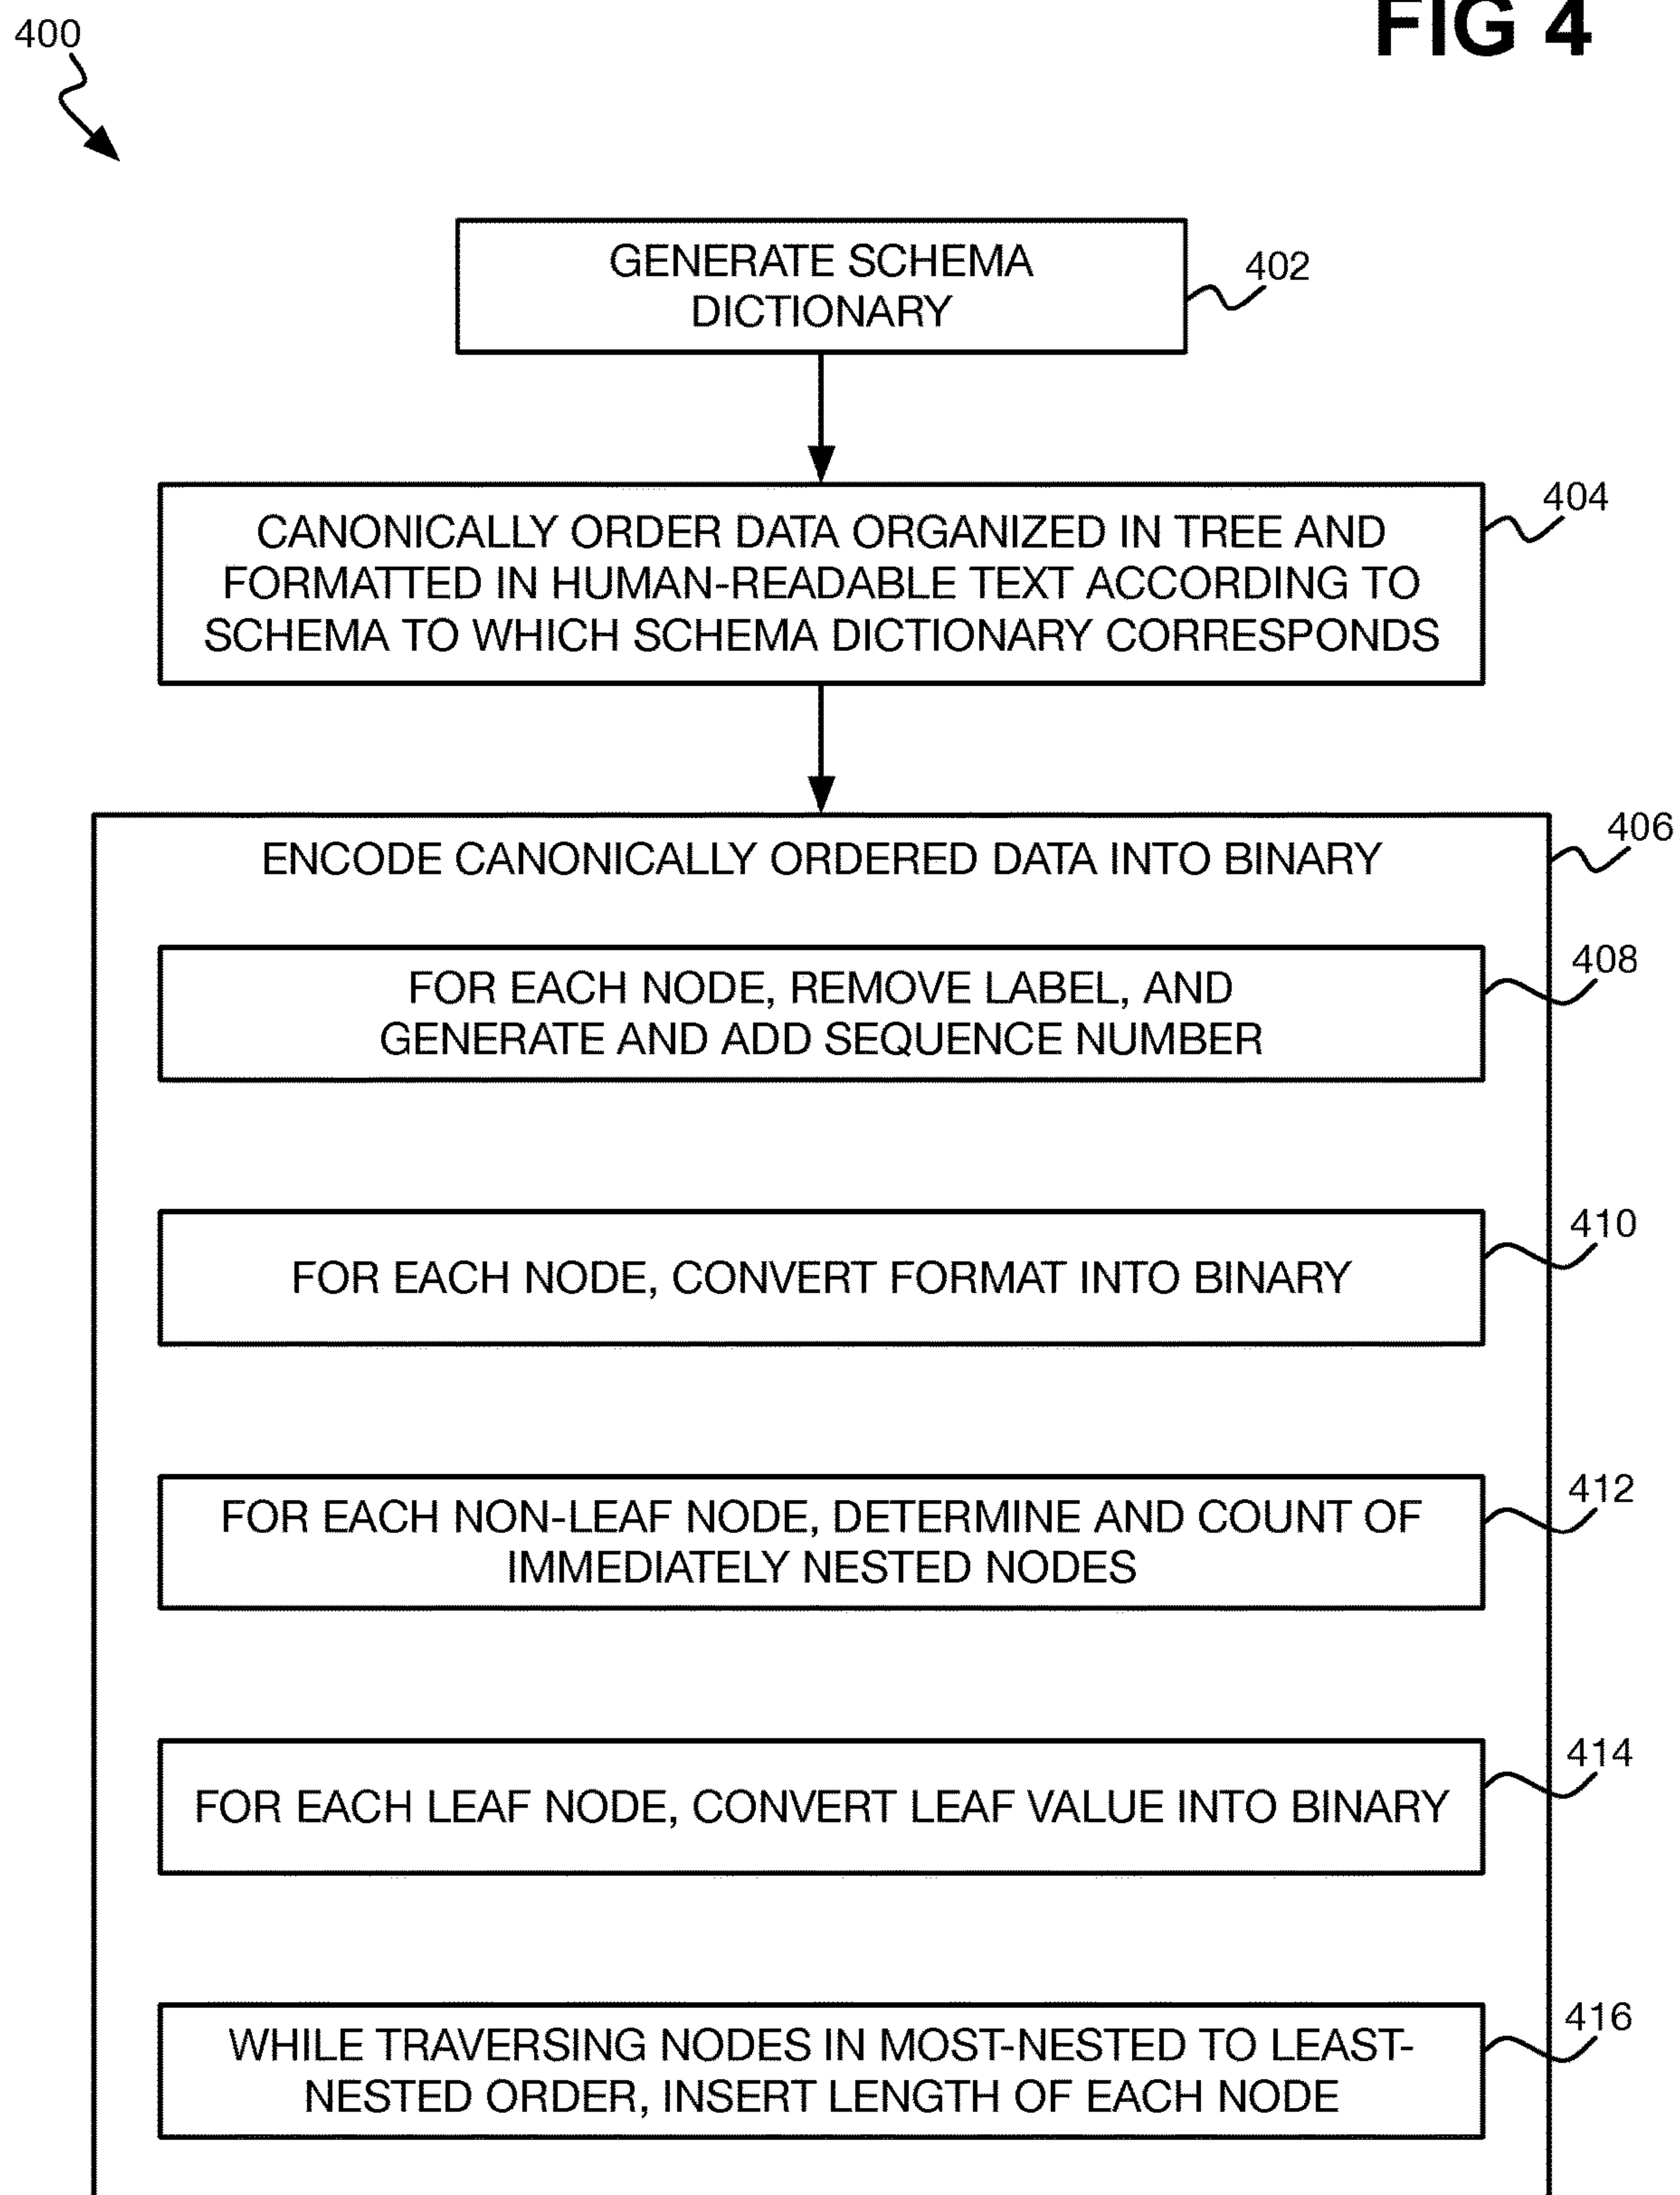 FIG 4
400
GENERATE SCHEMA
DICTIONARY
402
404
CANONICALLY ORDER DATA ORGANIZED IN TREE AND
FORMATTED IN HUMAN-READABLE TEXT ACCORDING TO
SCHEMA TO WHICH SCHEMA DICTIONARY CORRESPONDS
406
ENCODE CANONICALLY ORDERED DATA INTO BINARY
408
FOR EACH NODE, REMOVE LABEL, AND
GENERATE AND ADD SEQUENCE NUMBER
410
FOR EACH NODE, CONVERT FORMAT INTO BINARY
412
FOR EACH NON-LEAF NODE, DETERMINE AND COUNT OF
IMMEDIATELY NESTED NODES
414
FOR EACH LEAF NODE, CONVERT LEAF VALUE INTO BINARY
416
WHILE TRAVERSING NODES IN MOST-NESTED TO LEAST-
NESTED ORDER, INSERT LENGTH OF EACH NODE